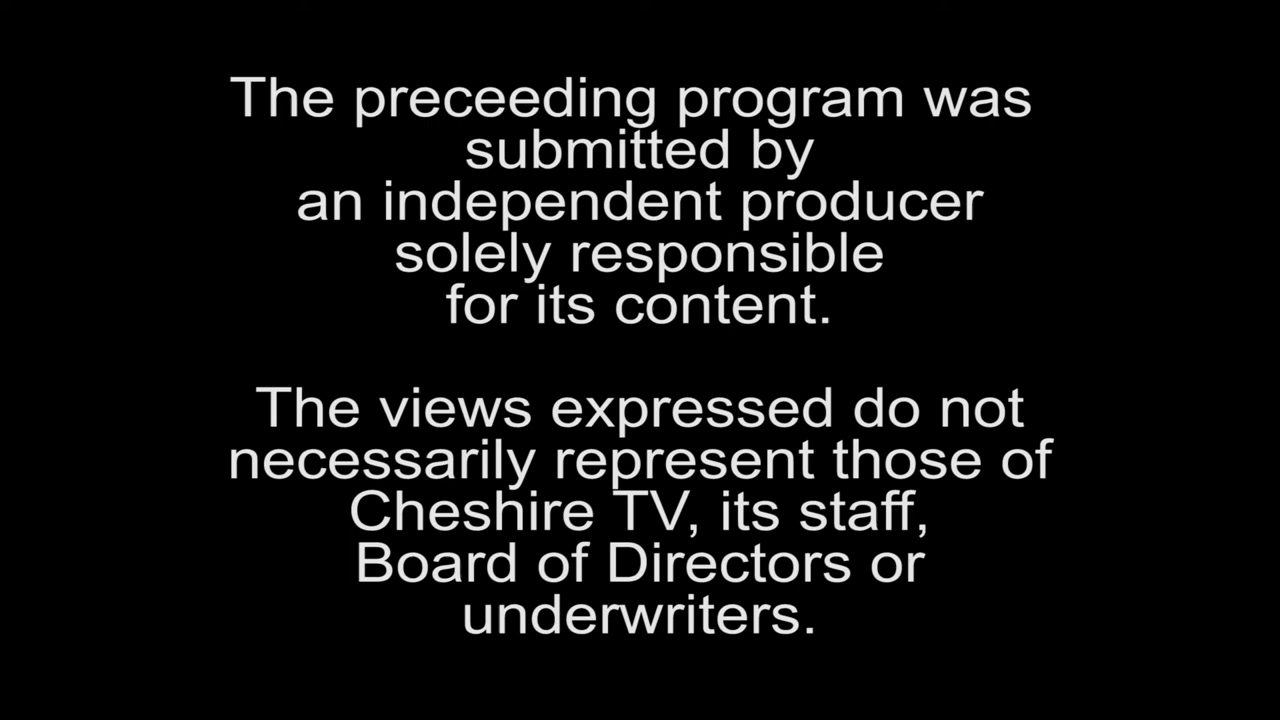 The preceeding program was
submitted by
an independent producer
solely responsible
for its content.
The views expressed do not
necessarily represent those of
Cheshire TV, its staff,
Board of Directors or
underwriters.